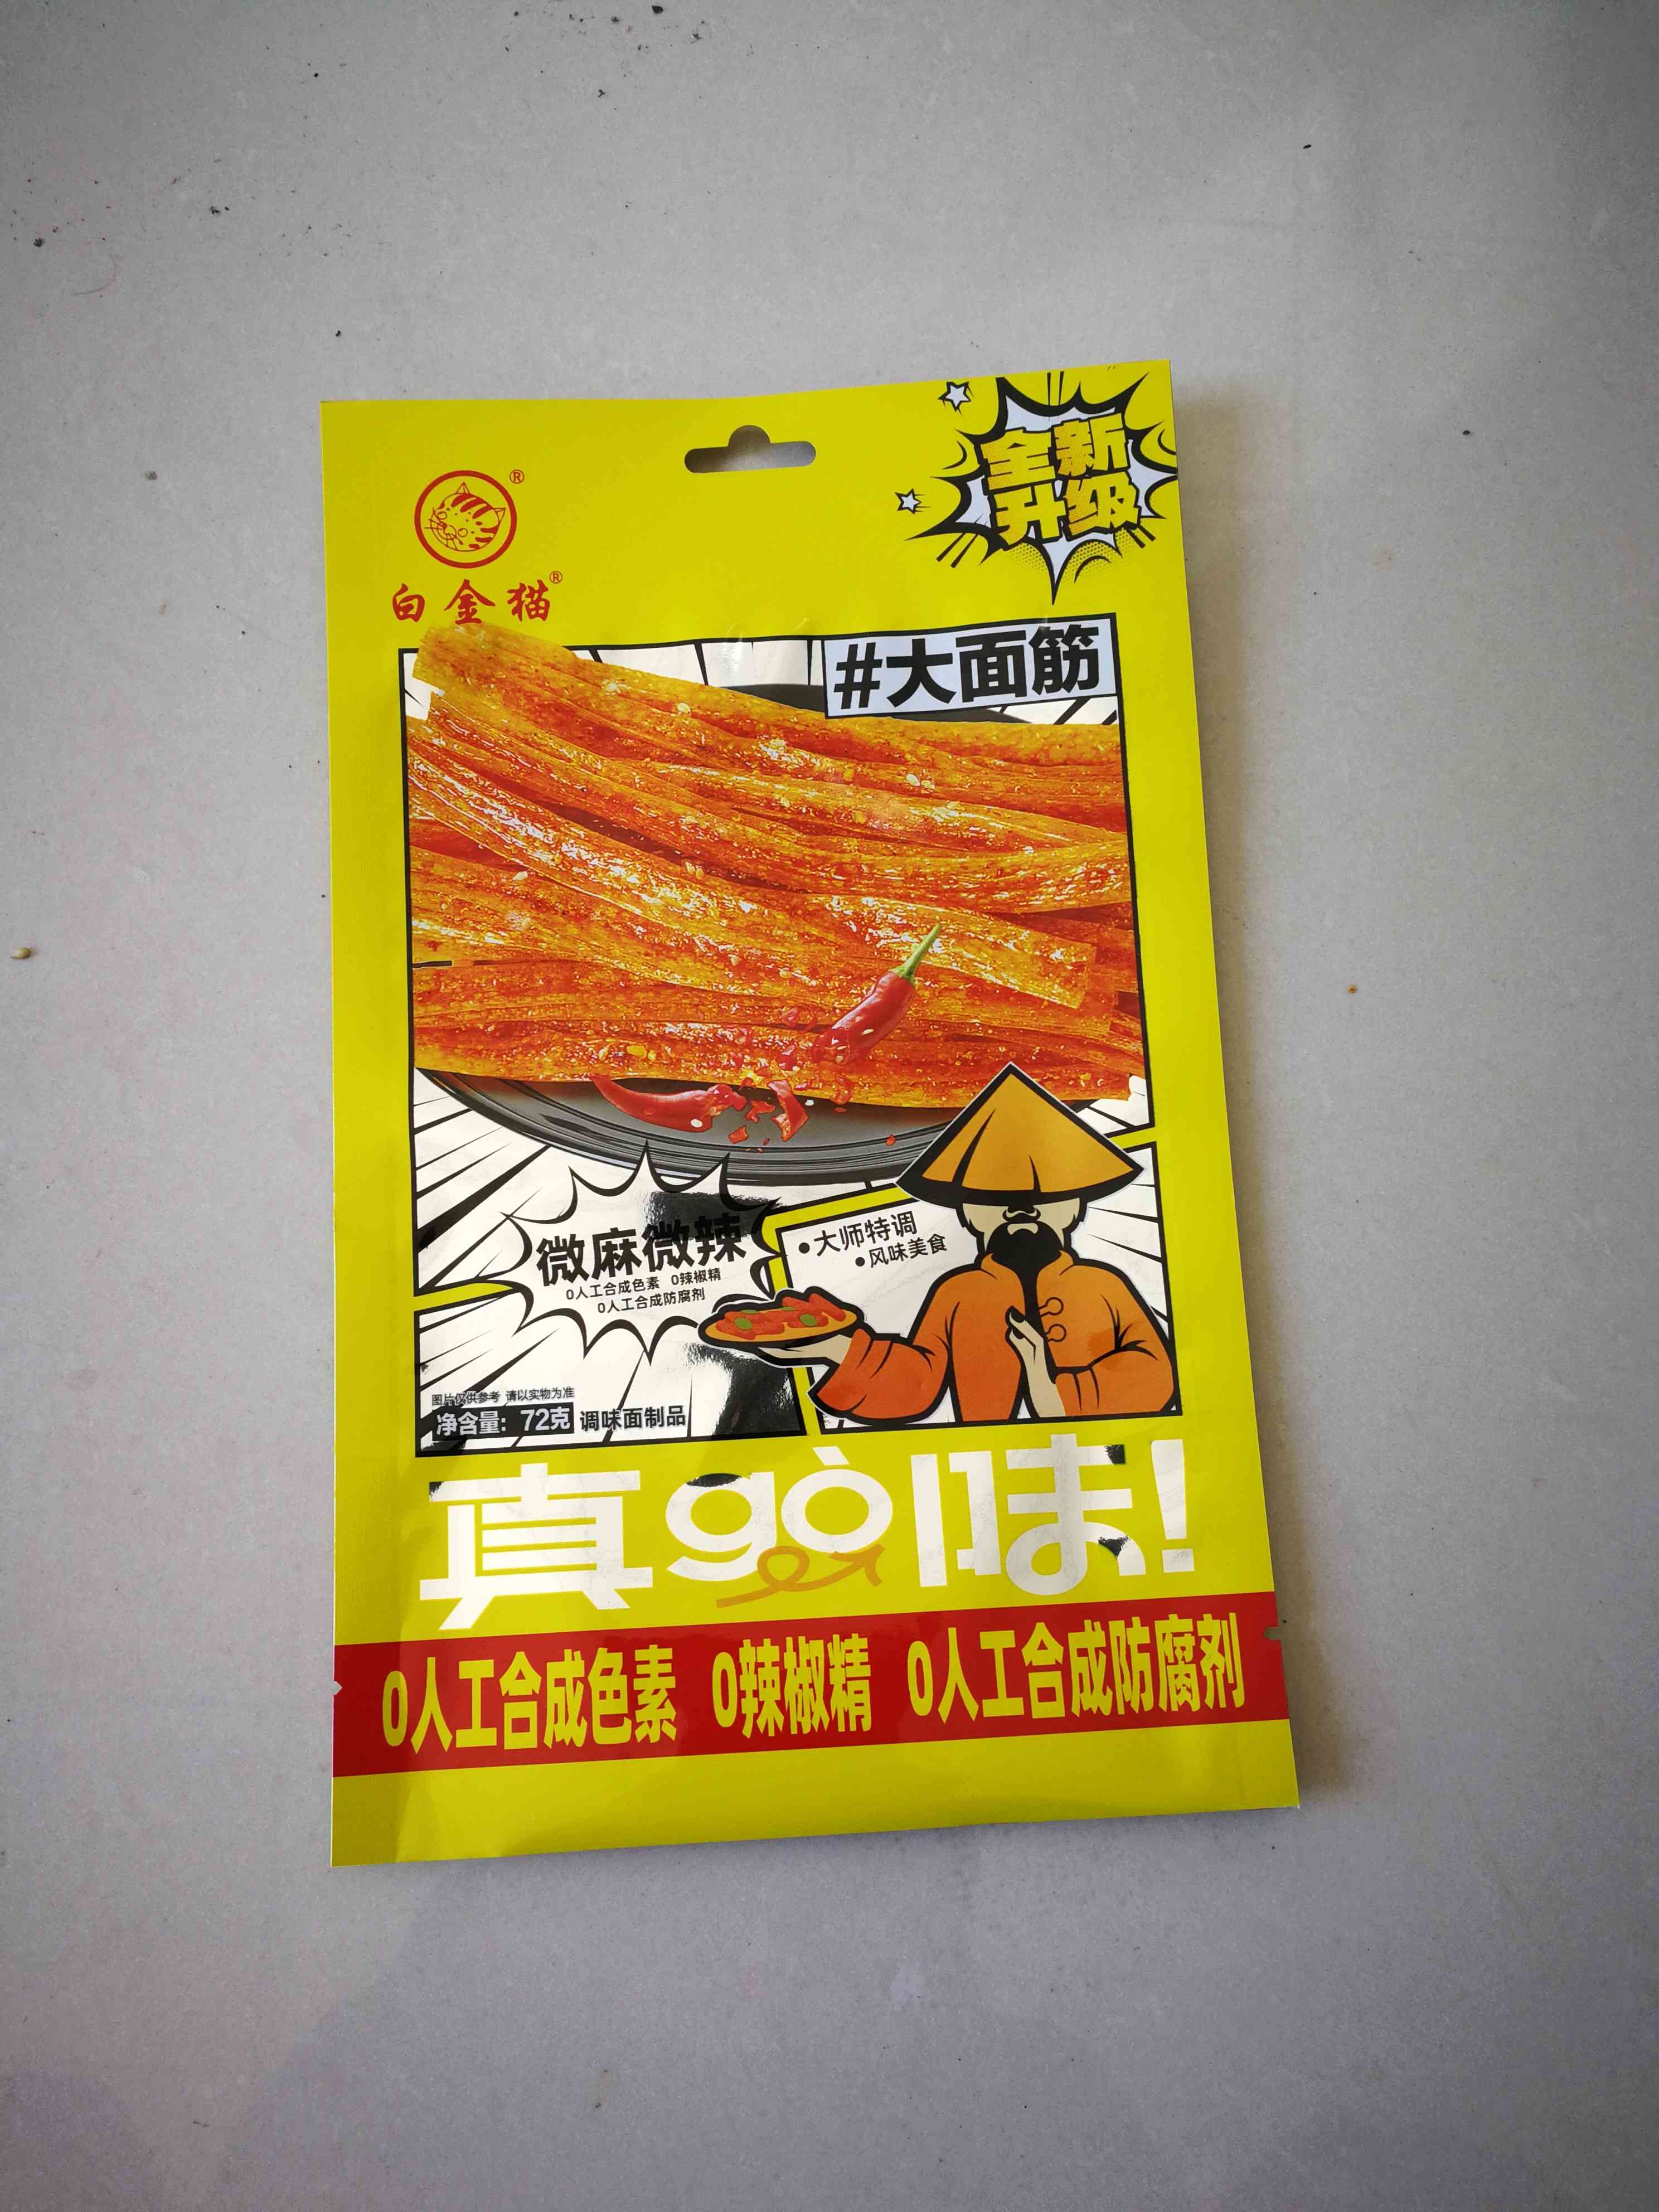 ®
白金猫®
全新
升级
#大面筋
微麻微辣
0人工合成色素 0辣椒精
0人工合成防腐剂
•大师特调
•风味美食
图片仅供参考 请以实物为准
净含量：72克 调味面制品
真gò味！
0人工合成色素 0辣椒精 0人工合成防腐剂